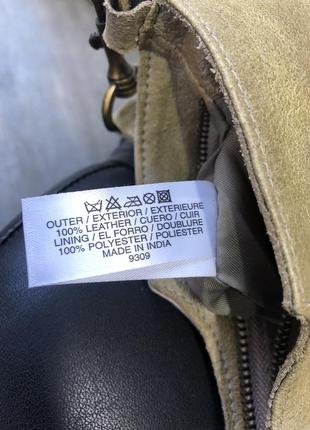 OUTER / EXTERIOR / EXTERIEURE
100% LEATHER / CUERO / CUIR
LINING / EL FORRO / DOUBLURE
100% POLYESTER / POLIESTER
MADE IN INDIA
9309